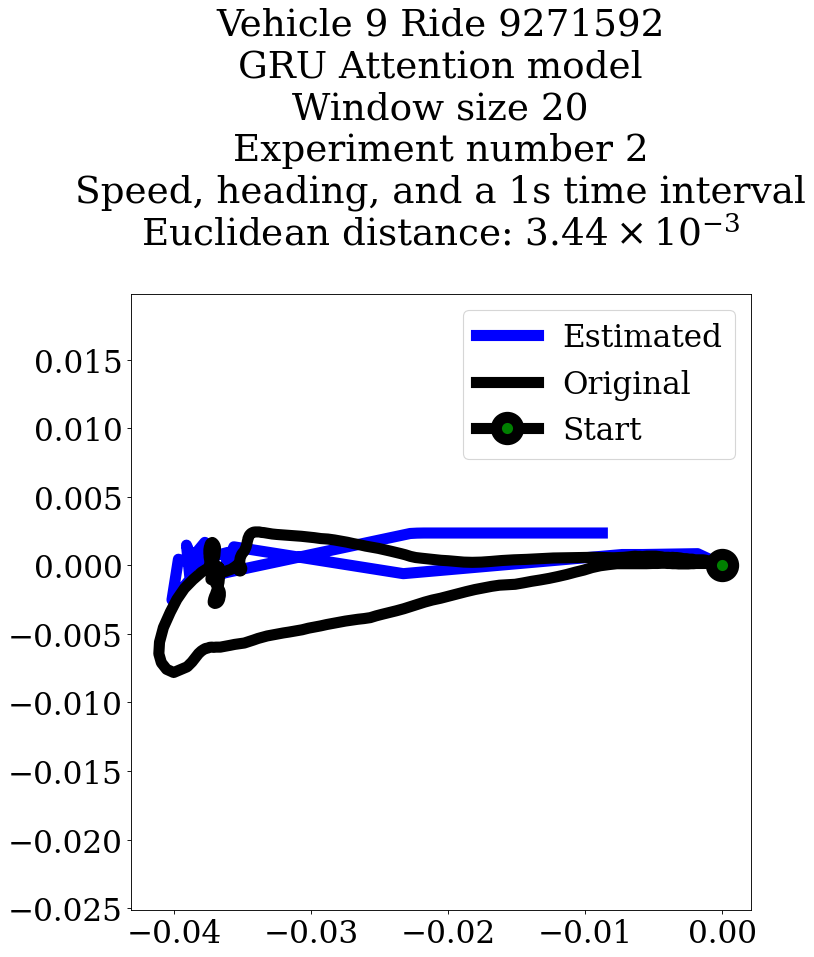 Vehicle 9 Ride 9271592
GRU Attention model
Window size 20
Experiment number 2
Speed, heading, and a 1s time interval
Euclidean distance: 3.44 × 10⁻³
Estimated
Original
Start
0.015
0.010
0.005
0.000
−0.005
−0.010
−0.015
−0.020
−0.025
−0.04 −0.03 −0.02 −0.01 0.00